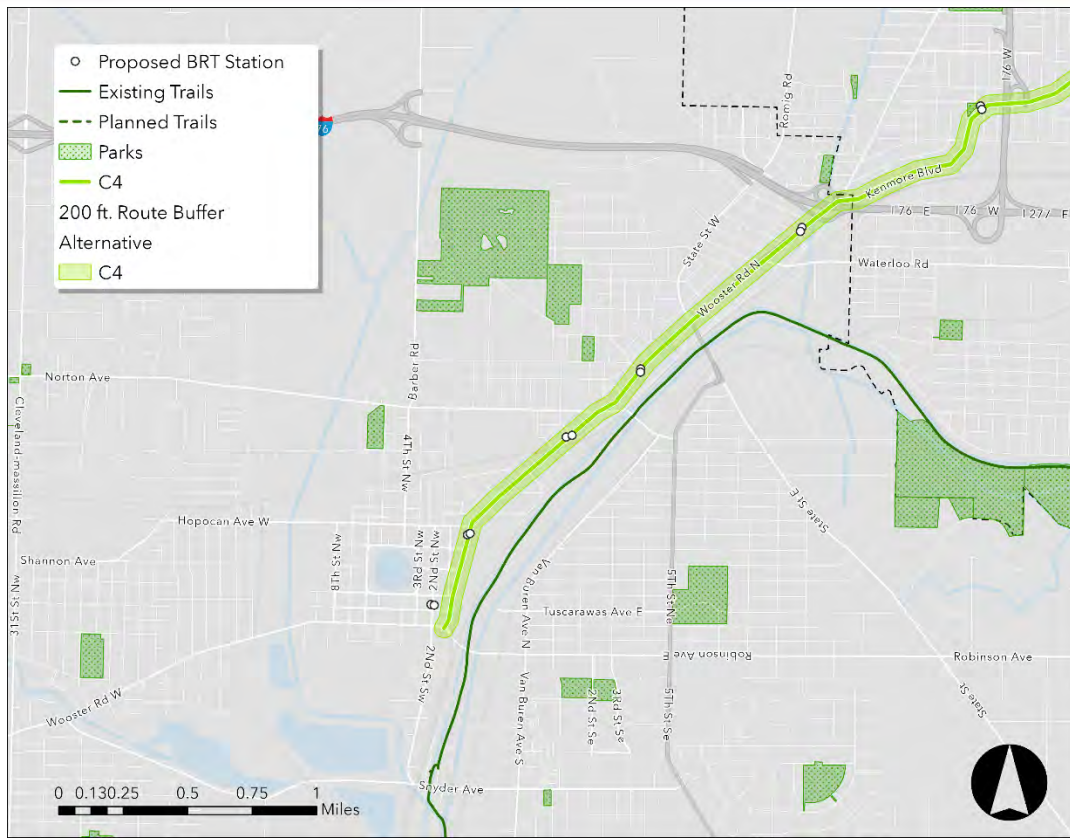 Proposed BRT Station
Existing Trails
Planned Trails
Parks
C4
200 ft. Route Buffer
Alternative
C4
76
I 76 W
Romig Rd
Kenmore Blvd
I 76 E
I 76 W
I 277 E
State St W
Waterloo Rd
Wooster Rd N
Barber Rd
Norton Ave
Cleveland-massillon Rd
4Th St Nw
Hopocan Ave W
Shannon Ave
8Th St Nw
3Rd St Nw
2Nd St Nw
State St E
Van Buren Ave N
5Th St Ne
31St St Nw
Tuscarawas Ave E
Robinson Ave E
Robinson Ave
2Nd St Sw
Wooster Rd W
Van Buren Ave S
2Nd St Se
3Rd St Se
5Th St Se
State St
Snyder Ave
0 0.130.25 0.5 0.75 1
Miles